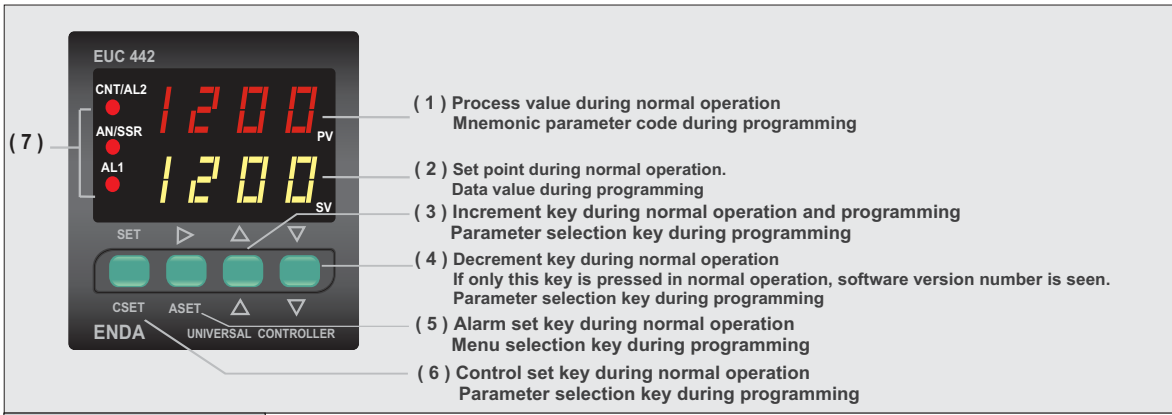 EUC 442
CNT/AL2
1200
AN/SSR
PV
( 7 )
AL1
1200
SV
SET
CSET ASET
ENDA UNIVERSAL CONTROLLER
( 1 ) Process value during normal operation
Mnemonic parameter code during programming
( 2 ) Set point during normal operation.
Data value during programming
( 3 ) Increment key during normal operation and programming
Parameter selection key during programming
( 4 ) Decrement key during normal operation
If only this key is pressed in normal operation, software version number is seen.
Parameter selection key during programming
( 5 ) Alarm set key during normal operation
Menu selection key during programming
( 6 ) Control set key during normal operation
Parameter selection key during programming